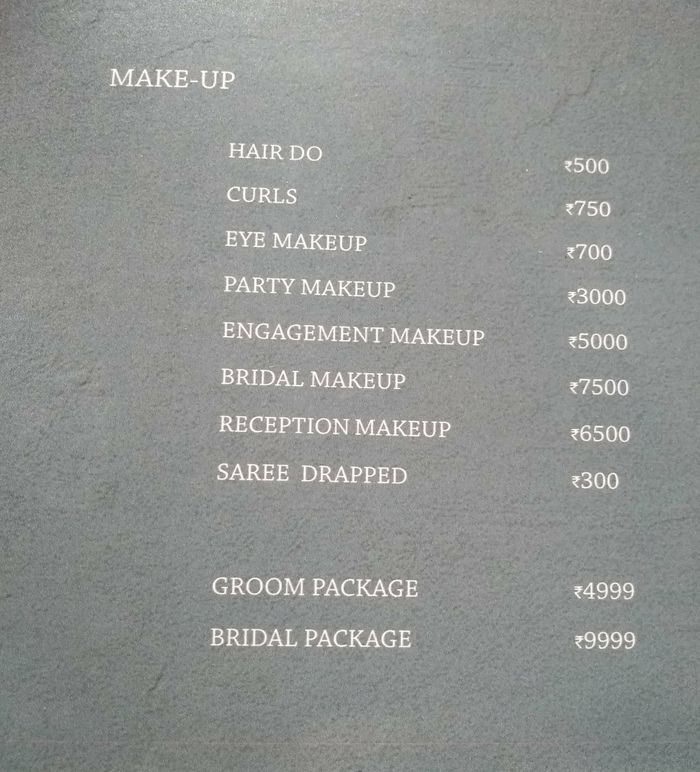 MAKE-UP
HAIR DO ₹500
CURLS ₹750
EYE MAKEUP ₹700
PARTY MAKEUP ₹3000
ENGAGEMENT MAKEUP ₹5000
BRIDAL MAKEUP ₹7500
RECEPTION MAKEUP ₹6500
SAREE DRAPPED ₹300
GROOM PACKAGE ₹4999
BRIDAL PACKAGE ₹9999